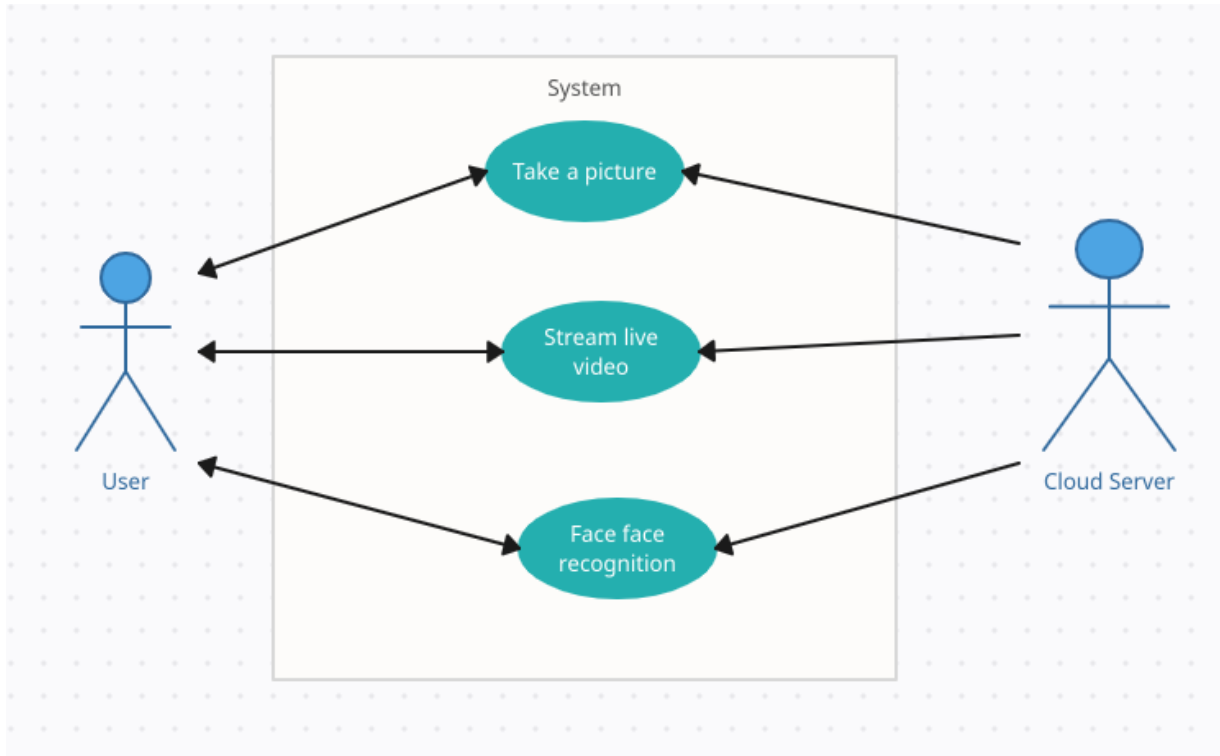 System
Take a picture
Stream live
video
Face face
recognition
User
Cloud Server